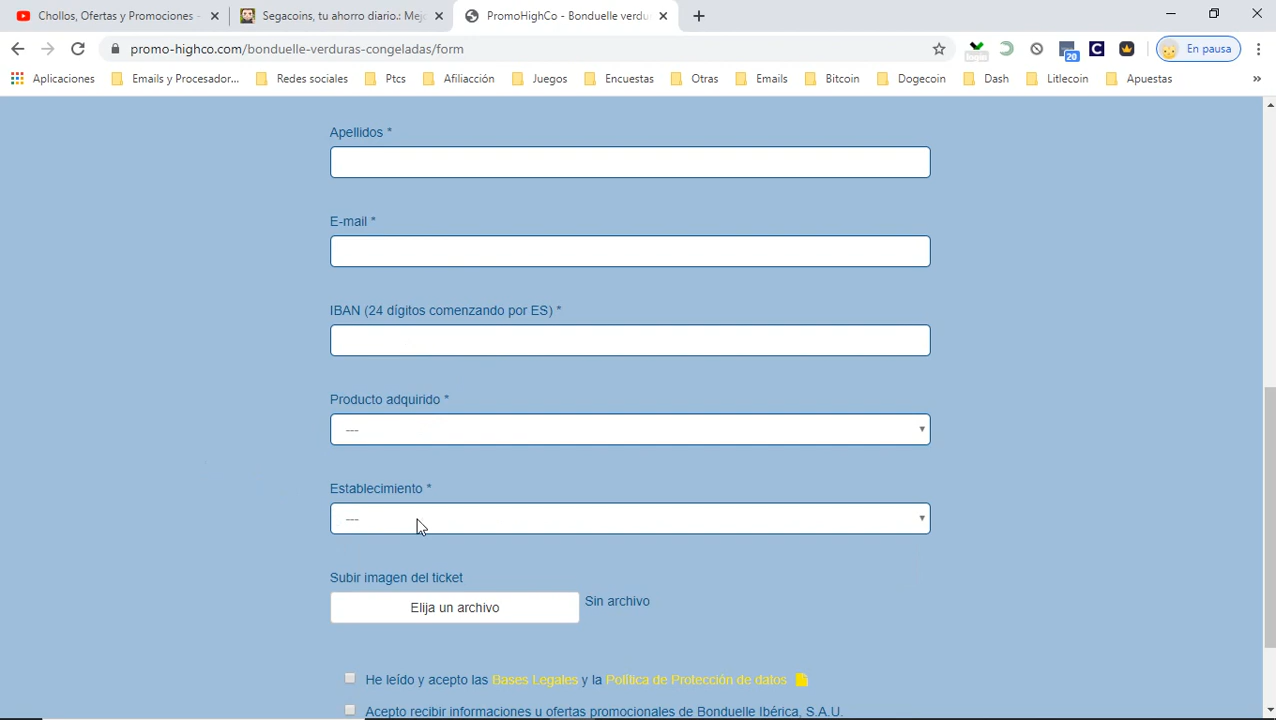 Chollos, Ofertas y Promociones -
Segacoins, tu ahorro diario.: Mejo
PromoHighCo - Bonduelle verdu
promo-highco.com/bonduelle-verduras-congeladas/form
20
En pausa
Aplicaciones
Emails y Procesador...
Redes sociales
Ptcs
Afiliacción
Juegos
Encuestas
Otras
Emails
Bitcoin
Dogecoin
Dash
Litlecoin
Apuestas
»
Apellidos *
E-mail *
IBAN (24 dígitos comenzando por ES) *
Producto adquirido *
---
Establecimiento *
---
Subir imagen del ticket
Elija un archivo
Sin archivo
He leído y acepto las Bases Legales y la Política de Protección de datos
Acepto recibir informaciones u ofertas promocionales de Bonduelle Ibérica, S.A.U.